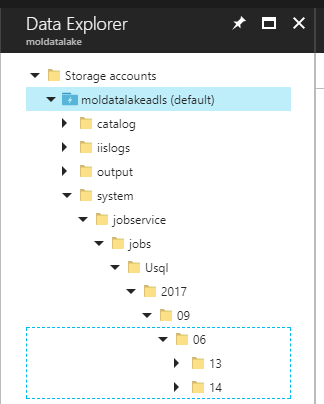 Data Explorer
moldatalake
Storage accounts
moldatalakeadls (default)
catalog
iislogs
output
system
jobservice
jobs
Usql
2017
09
06
13
14